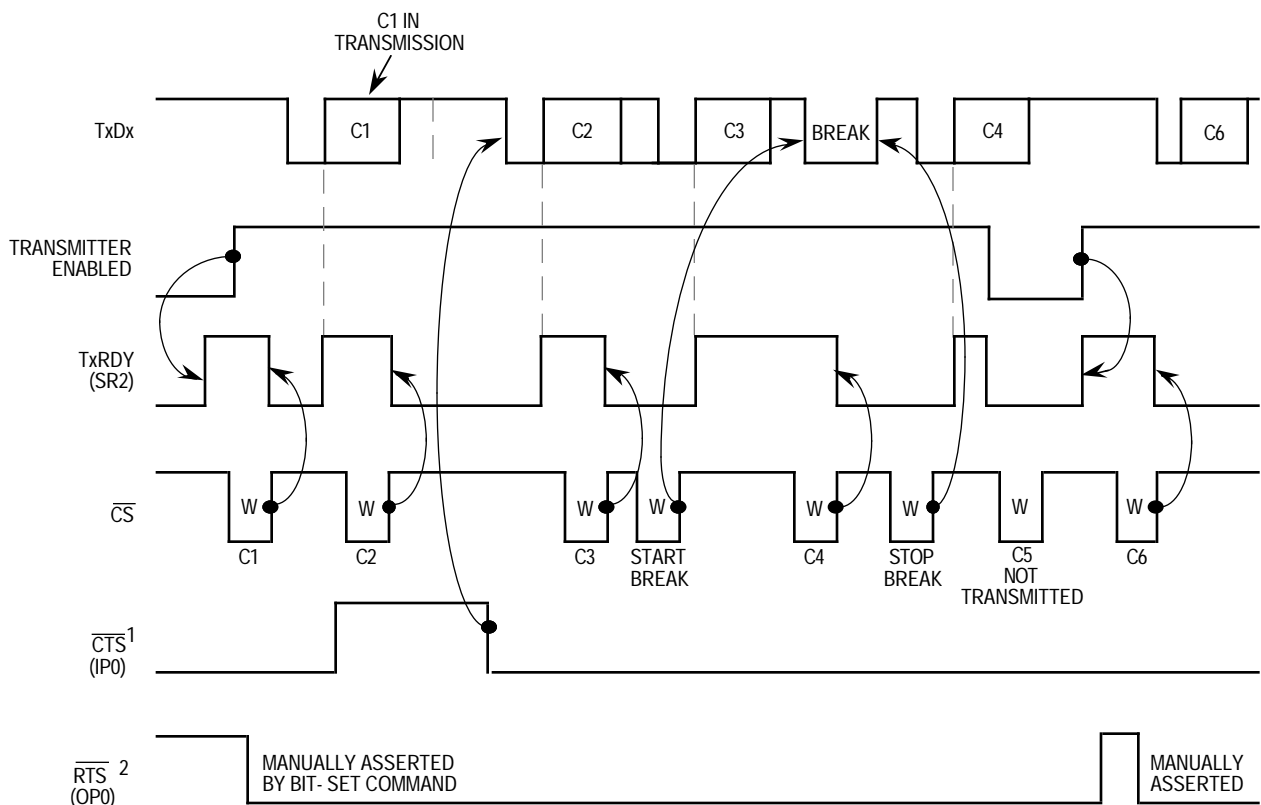 C1 IN
TRANSMISSION
TxDx
C1
C2
C3
BREAK
C4
C6
TRANSMITTER
ENABLED
TxRDY
(SR2)
CS
W
W
W
W
W
W
W
W
C1
C2
C3
START
BREAK
C4
STOP
BREAK
C5
NOT
TRANSMITTED
C6
CTS¹
(IP0)
RTS ²
(OP0)
MANUALLY ASSERTED
BY BIT- SET COMMAND
MANUALLY
ASSERTED